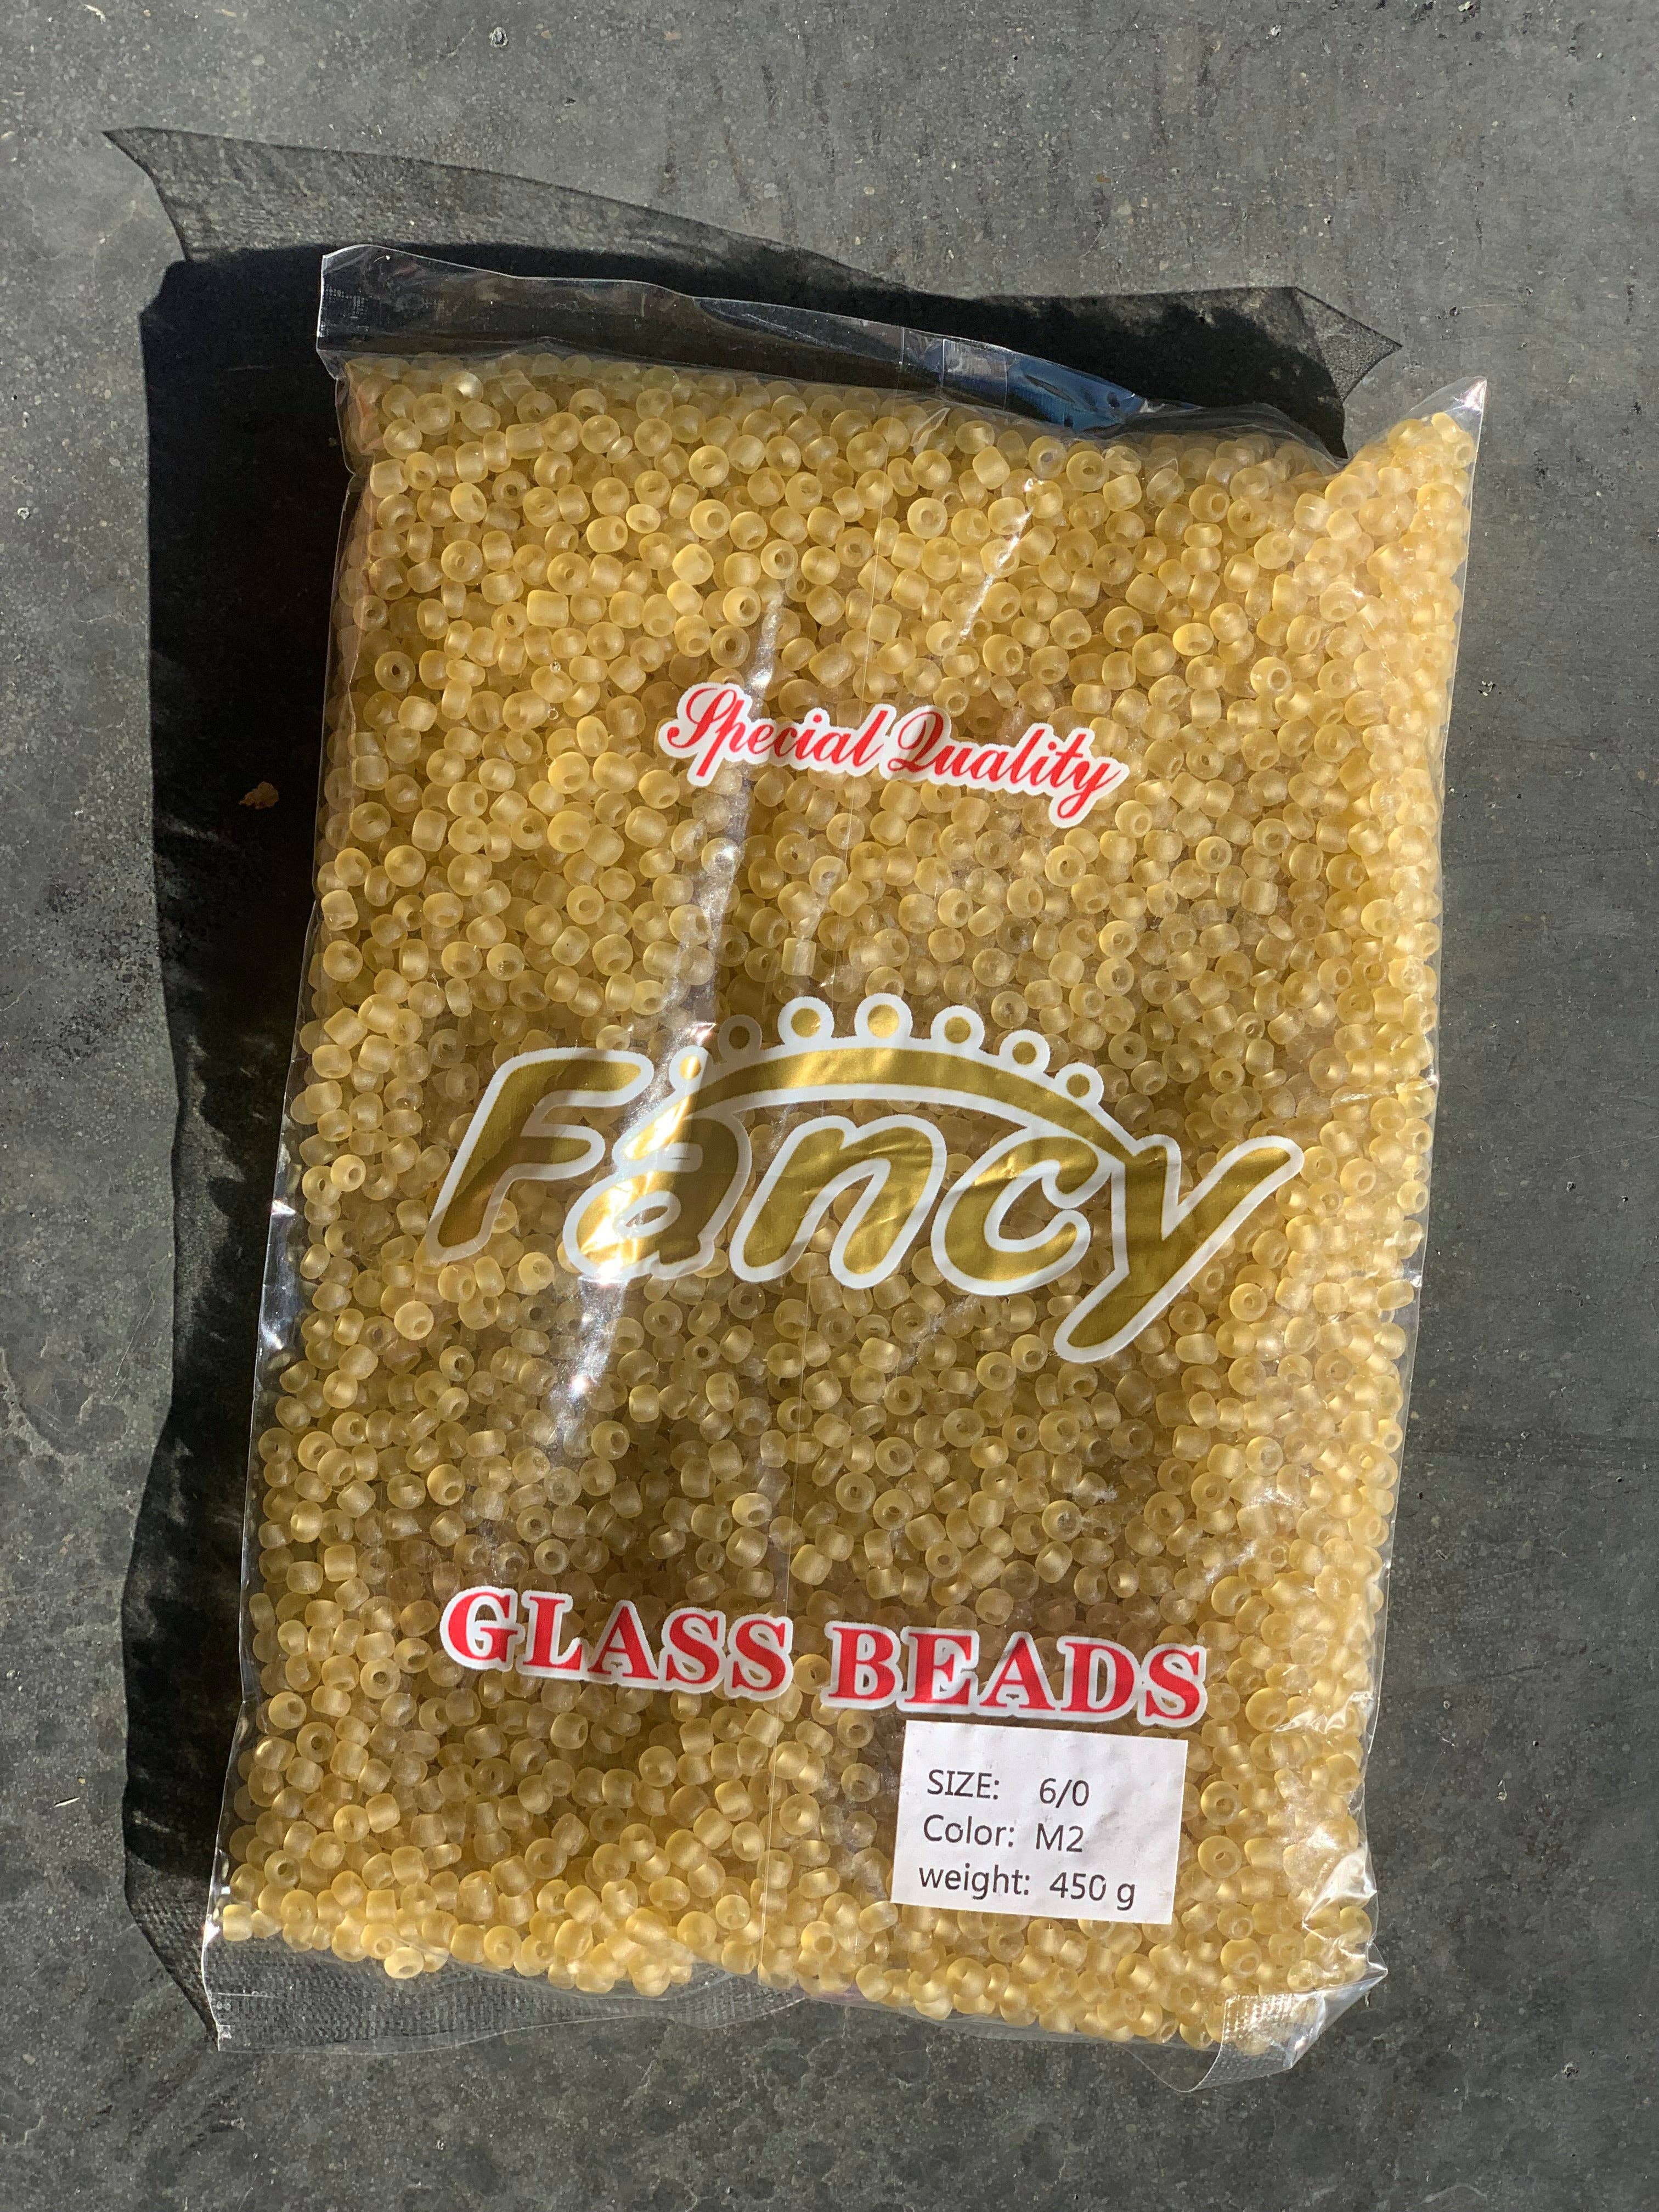 Special Quality
Fancy
GLASS BEADS
SIZE: 6/0
Color: M2
weight: 450 g